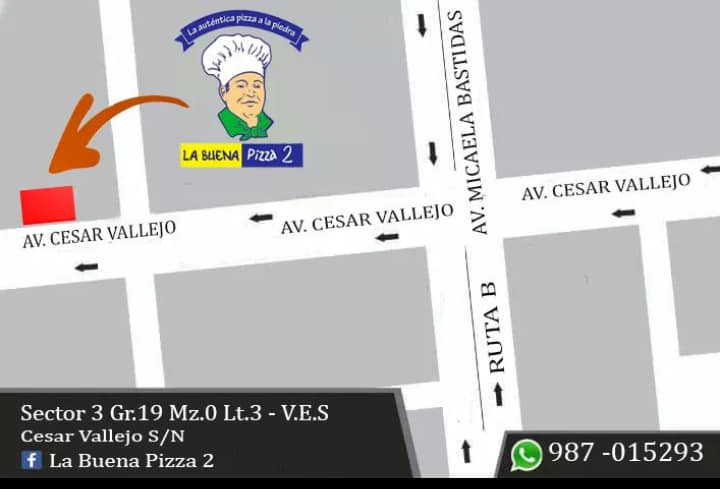 La auténtica pizza a la piedra
LA BUENA Pizza 2
AV. MICAELA BASTIDAS
AV. CESAR VALLEJO
AV. CESAR VALLEJO
AV. CESAR VALLEJO
RUTA B
Sector 3 Gr.19 Mz.0 Lt.3 - V.E.S
Cesar Vallejo S/N
La Buena Pizza 2
987 -015293